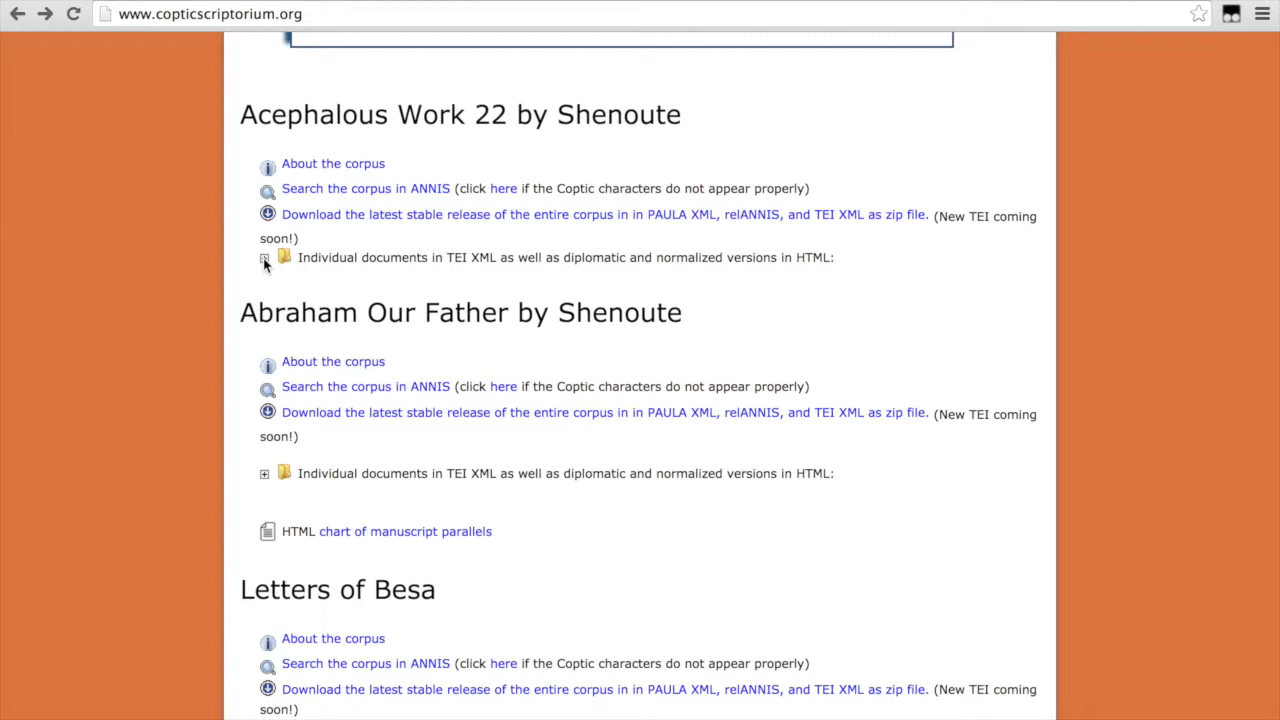 www.copticscriptorium.org
Acephalous Work 22 by Shenoute
About the corpus
Search the corpus in ANNIS (click here if the Coptic characters do not appear properly)
Download the latest stable release of the entire corpus in in PAULA XML, relANNIS, and TEI XML as zip file. (New TEI coming
soon!)
Individual documents in TEI XML as well as diplomatic and normalized versions in HTML:
Abraham Our Father by Shenoute
About the corpus
Search the corpus in ANNIS (click here if the Coptic characters do not appear properly)
Download the latest stable release of the entire corpus in in PAULA XML, relANNIS, and TEI XML as zip file. (New TEI coming
soon!)
Individual documents in TEI XML as well as diplomatic and normalized versions in HTML:
HTML chart of manuscript parallels
Letters of Besa
About the corpus
Search the corpus in ANNIS (click here if the Coptic characters do not appear properly)
Download the latest stable release of the entire corpus in in PAULA XML, relANNIS, and TEI XML as zip file. (New TEI coming
soon!)